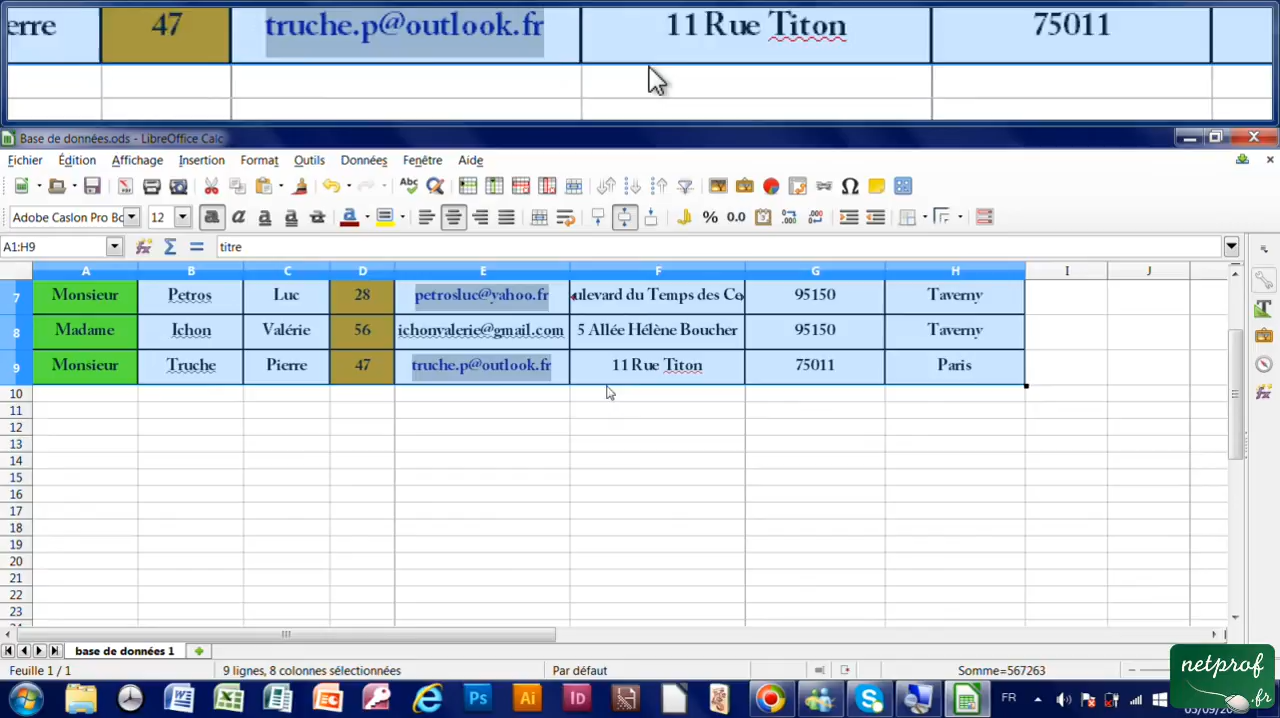 erre 47 truche.p@outlook.fr 11 Rue Titon 75011
Base de données.ods - LibreOffice Calc
Fichier Édition Affichage Insertion Format Outils Données Fenêtre Aide
Adobe Caslon Pro Bc 12
A1:H9 titre
A B C D E F G H I J
7 Monsieur Petros Luc 28 petrosluc@yahoo.fr ulevard du Temps des Ce 95150 Taverny
8 Madame Ichon Valérie 56 ichonvalerie@gmail.com 5 Allée Hélène Boucher 95150 Taverny
9 Monsieur Truche Pierre 47 truche.p@outlook.fr 11 Rue Titon 75011 Paris
10
11
12
13
14
15
16
17
18
19
20
21
22
23
base de données 1
Feuille 1 / 1 9 lignes, 8 colonnes sélectionnées Par défaut Somme=567263
netprof
.fr
Ps Ai Id FR